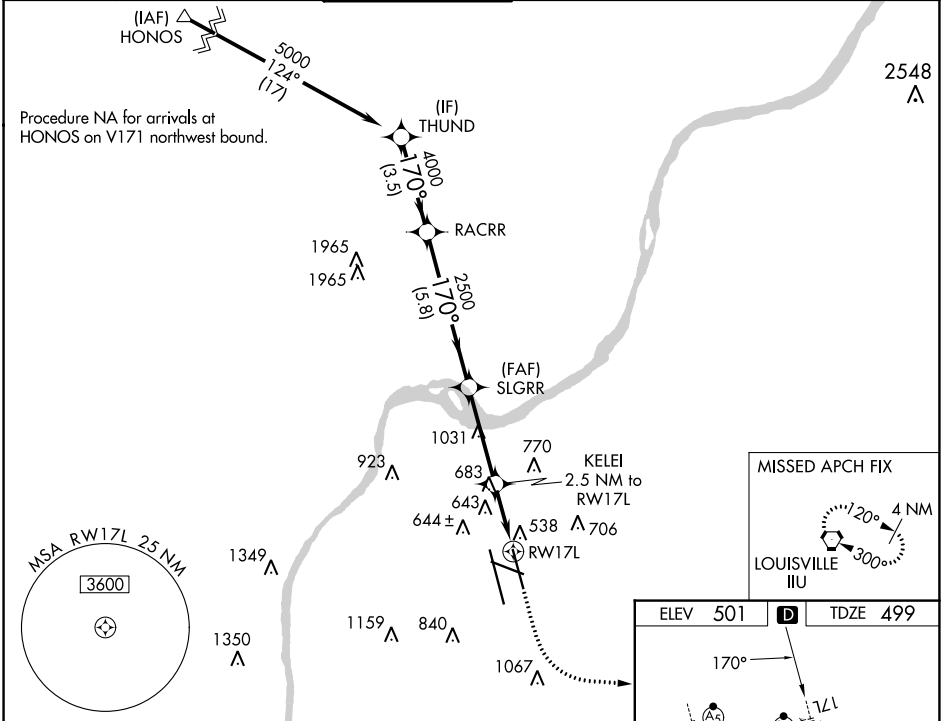 (IAF)
HONOS
5000
124°
(17)
Procedure NA for arrivals at
HONOS on V171 northwest bound.
(IF)
THUND
2548
4000
170°
(3.5)
RACRR
1965
1965
2500
170°
(5.8)
(FAF)
SLGRR
1031
770
923
683
KELEI
2.5 NM to
RW17L
643
644 ±
538
706
RW17L
MISSED APCH FIX
120°
4 NM
300°
LOUISVILLE
IIU
MSA RW17L 25 NM
3600
1349
1350
1159
840
1067
ELEV 501
D
TDZE 499
170°
17L
A5